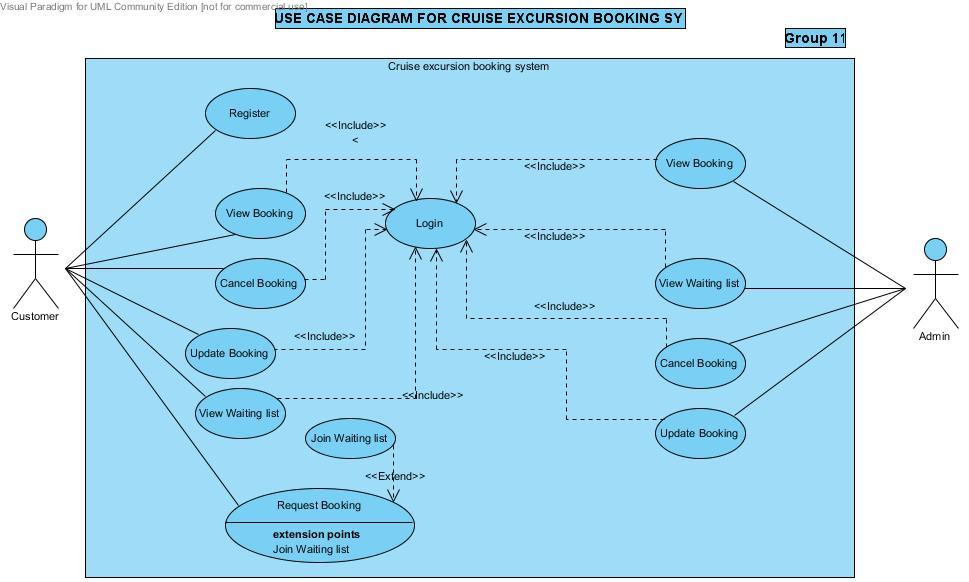 Visual Paradigm for UML Community Edition [not for commercial use]
USE CASE DIAGRAM FOR CRUISE EXCURSION BOOKING SY
Group 11
Cruise excursion booking system
Register
<<Include>>
<
View Booking
<<Include>>
<<Include>>
View Booking
Login
<<Include>>
Cancel Booking
View Waiting list
Customer
<<Include>>
Admin
<<Include>>
Update Booking
<<Include>>
Cancel Booking
View Waiting list
<<Include>>
Update Booking
Join Waiting list
<<Extend>>
Request Booking
extension points
Join Waiting list